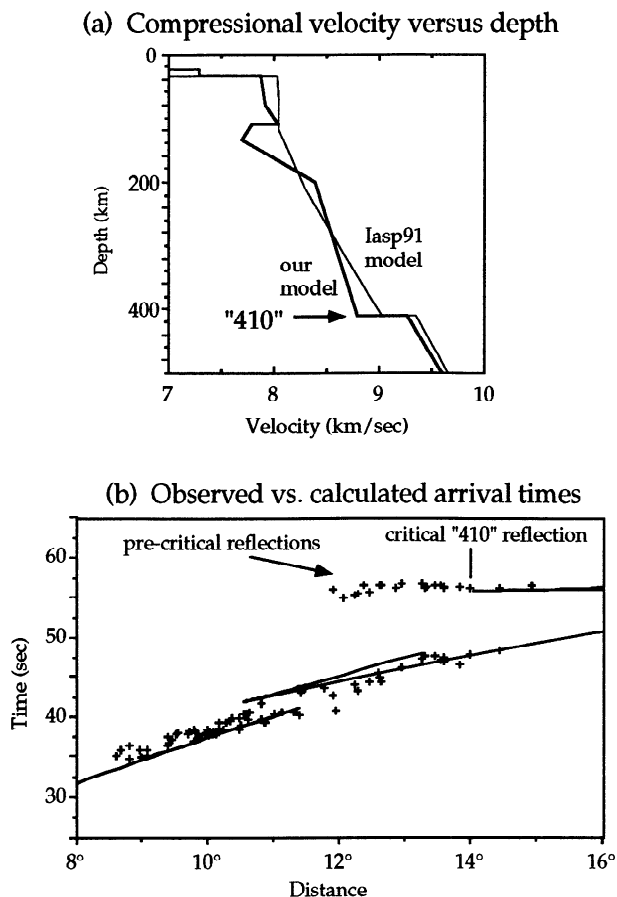 (a) Compressional velocity versus depth
0
200
400
Depth (km)
Iasp91
model
our
model
"410"
7
8
9
10
Velocity (km/sec)
(b) Observed vs. calculated arrival times
60
50
40
30
Time (sec)
pre-critical reflections
critical "410" reflection
8°
10°
12°
14°
16°
Distance